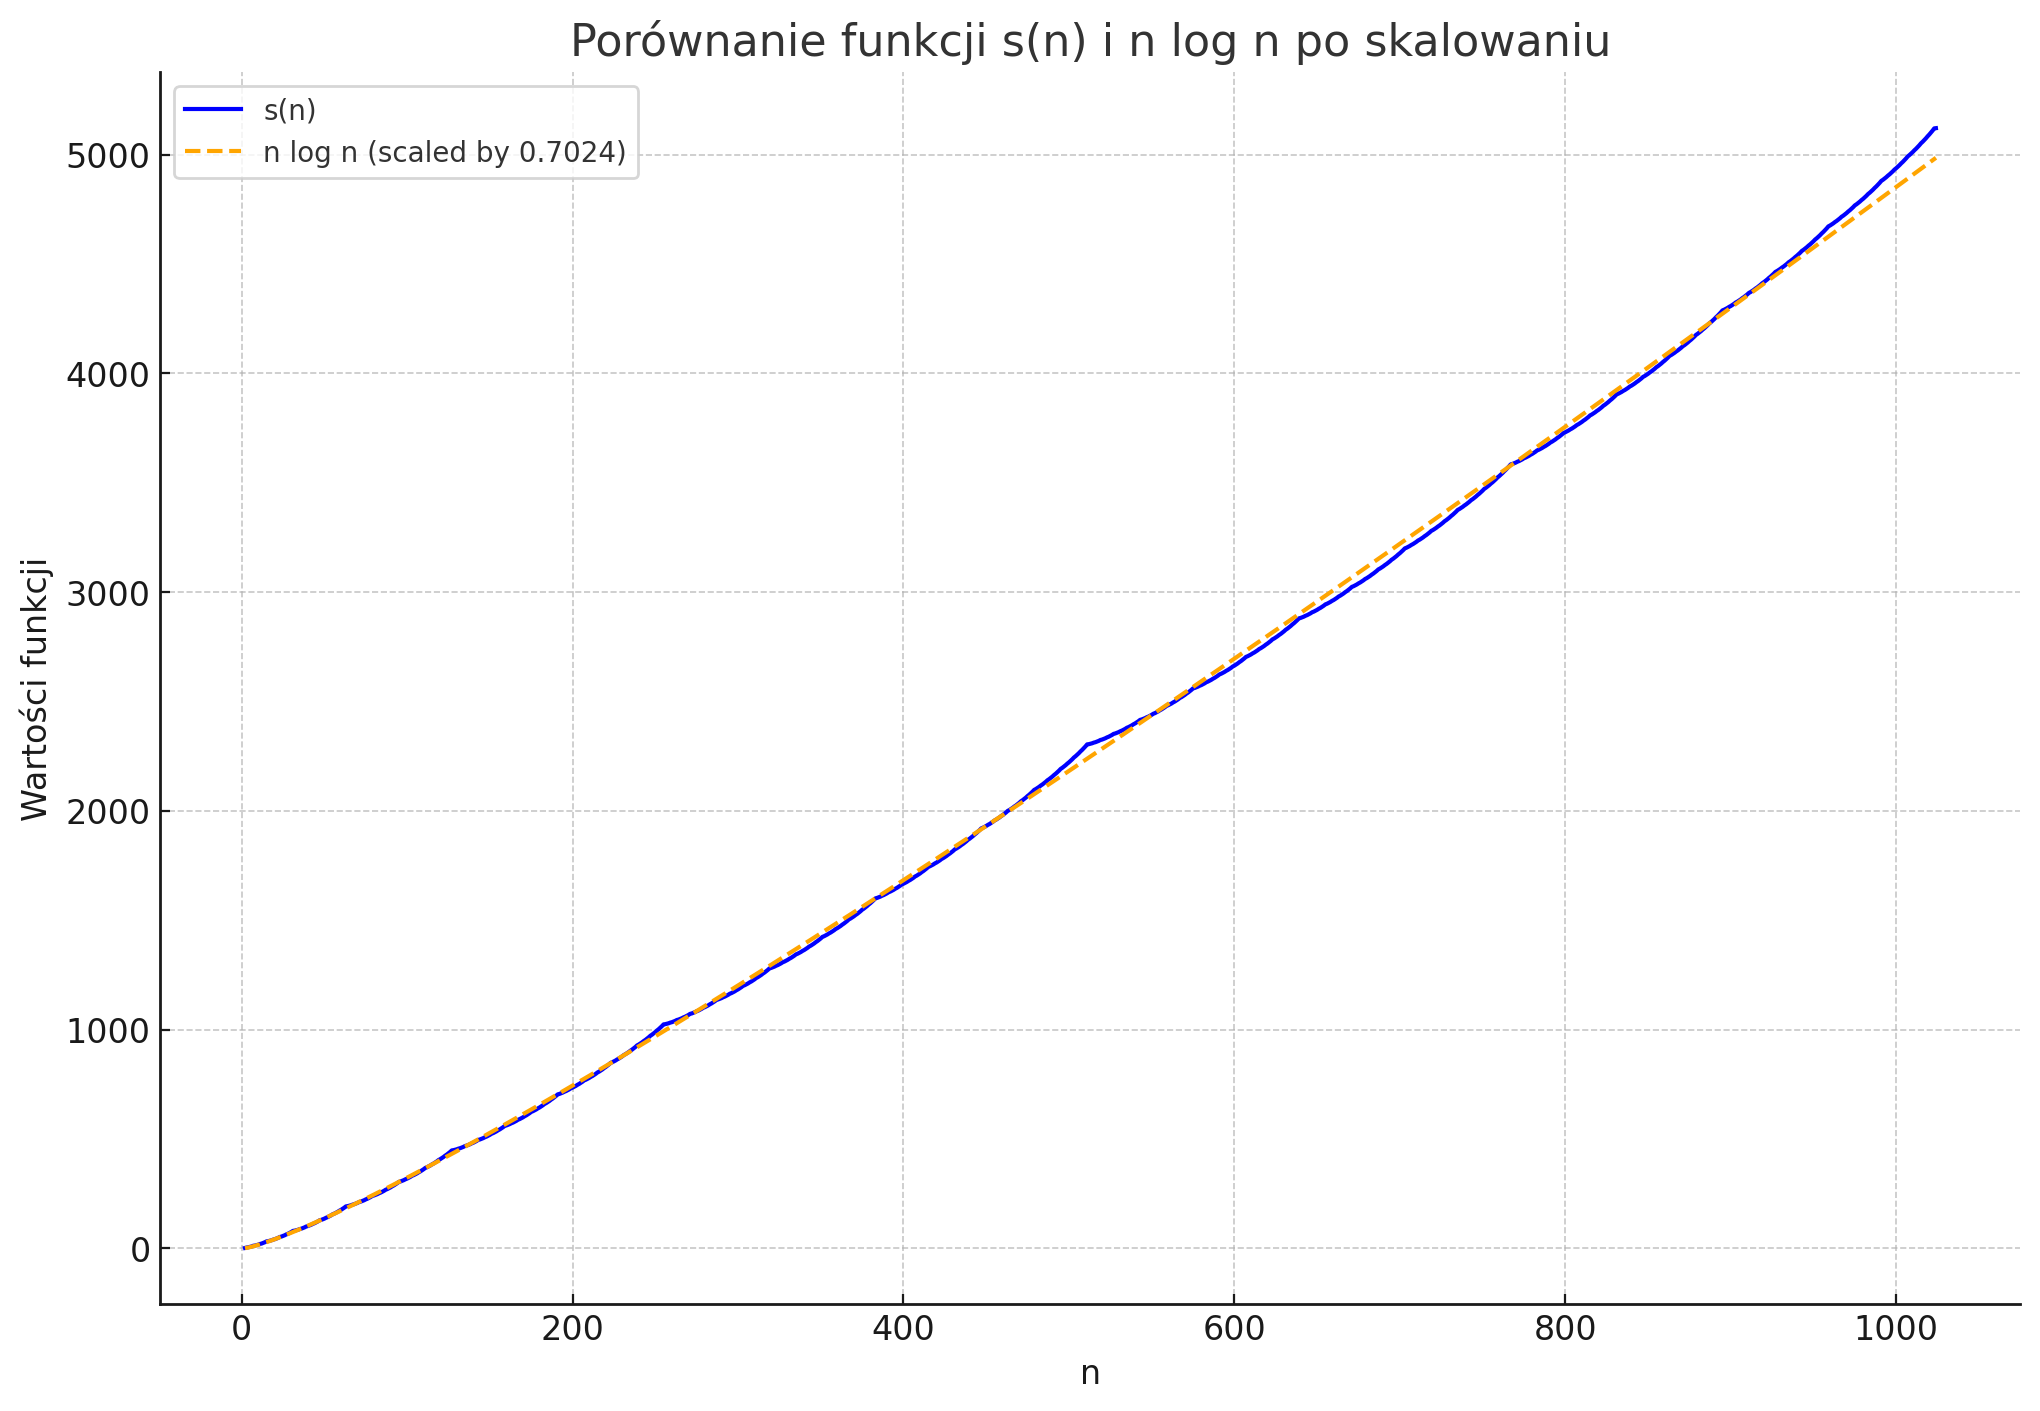 Porównanie funkcji s(n) i n log n po skalowaniu
s(n)
n log n (scaled by 0.7024)
Wartości funkcji
5000
4000
3000
2000
1000
0
0 200 400 600 800 1000
n